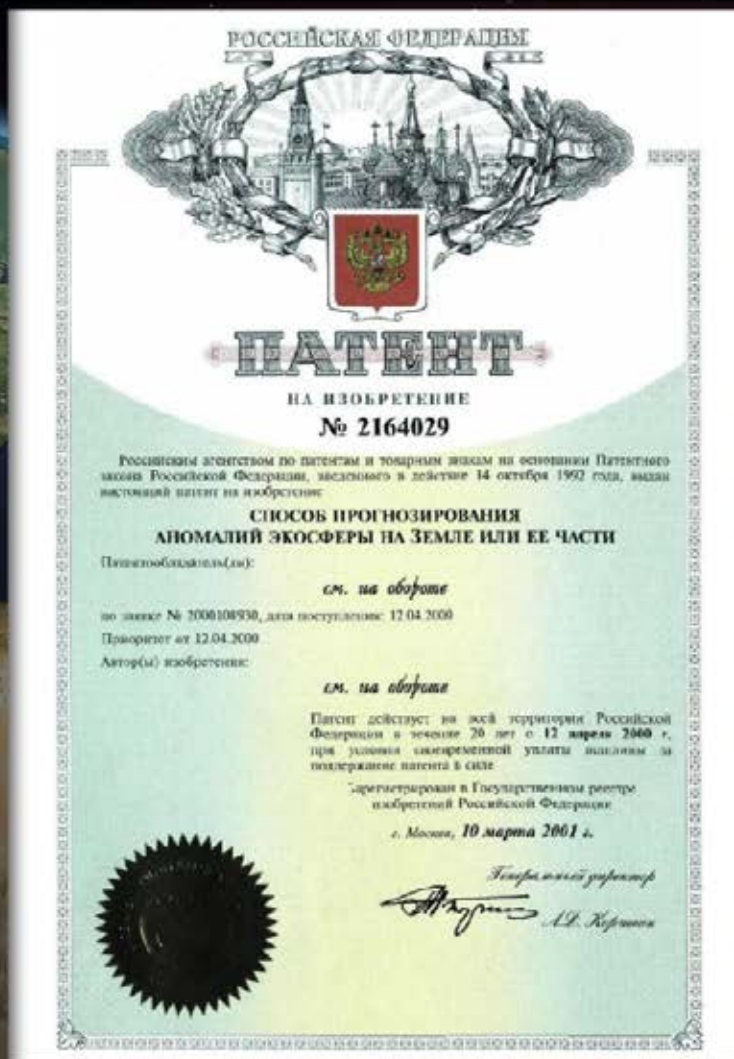 РОССИЙСКАЯ ФЕДЕРАЦИЯ
ПАТЕНТ
НА ИЗОБРЕТЕНИЕ
№ 2164029
Российским агентством по патентам и товарным знакам на основании Патентного
закона Российской Федерации, введенного в действие 14 октября 1992 года, выдан
настоящий патент на изобретение
СПОСОБ ПРОГНОЗИРОВАНИЯ
АНОМАЛИЙ ЭКОСФЕРЫ НА ЗЕМЛЕ ИЛИ ЕЕ ЧАСТИ
Патентообладатель(ли):
см. на обороте
по заявке № 2000108930, дата поступления: 12.04.2000
Приоритет от 12.04.2000
Автор(ы) изобретения:
см. на обороте
Патент действует на всей территории Российской
Федерации в течение 20 лет с 12 апреля 2000 г.
при условии своевременной уплаты пошлины за
поддержание патента в силе
Зарегистрирован в Государственном реестре
изобретений Российской Федерации
г. Москва, 10 марта 2001 г.
Генеральный директор
А.Д. Корчагин